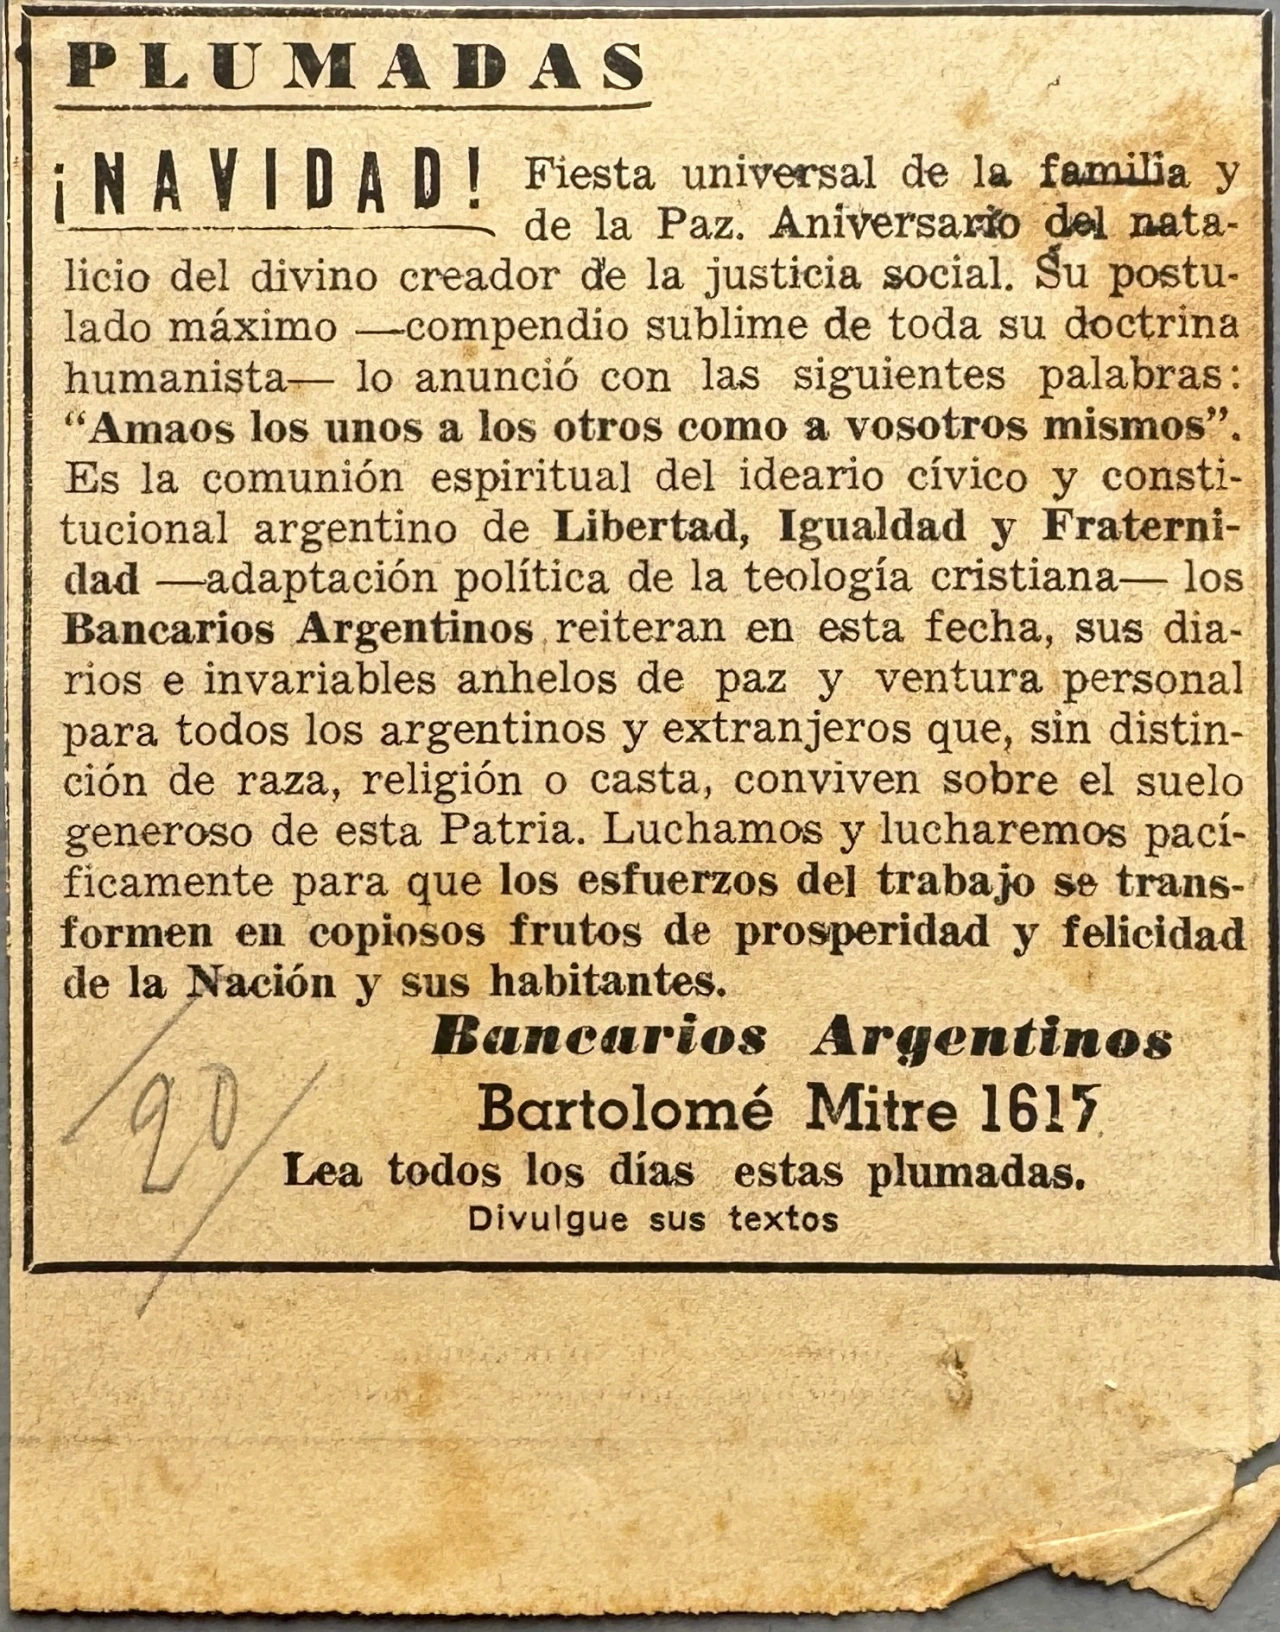 PLUMADAS
¡NAVIDAD! Fiesta universal de la familia y
de la Paz. Aniversario del nata-
licio del divino creador de la justicia social. Su postu-
lado máximo —compendio sublime de toda su doctrina
humanista— lo anunció con las siguientes palabras:
“Amaos los unos a los otros como a vosotros mismos”.
Es la comunión espiritual del ideario cívico y consti-
tucional argentino de Libertad, Igualdad y Fraterni-
dad —adaptación política de la teología cristiana— los
Bancarios Argentinos reiteran en esta fecha, sus dia-
rios e invariables anhelos de paz y ventura personal
para todos los argentinos y extranjeros que, sin distin-
ción de raza, religión o casta, conviven sobre el suelo
generoso de esta Patria. Luchamos y lucharemos pací-
ficamente para que los esfuerzos del trabajo se trans-
formen en copiosos frutos de prosperidad y felicidad
de la Nación y sus habitantes.
Bancarios Argentinos
Bartolomé Mitre
Lea todos los días estas plumadas.
Divulgue sus textos
/20/